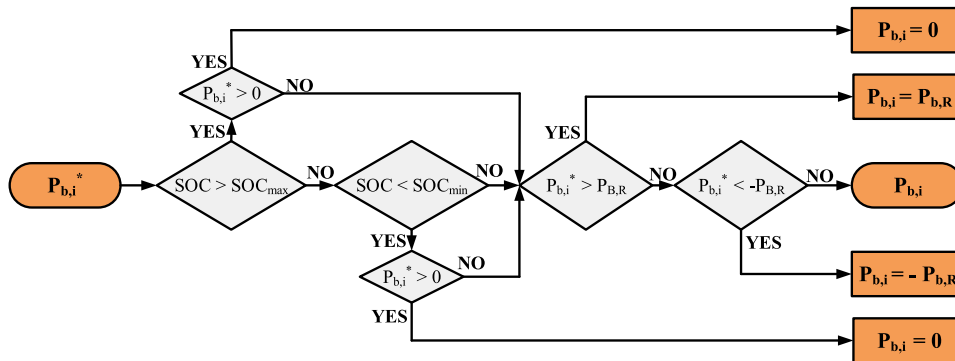 P_b,i = 0
YES
P_b,i* > 0
NO
P_b,i = P_b,R
YES
YES
P_b,i*
SOC > SOC_max
NO
SOC < SOC_min
NO
P_b,i* > P_B,R
NO
P_b,i* < -P_B,R
NO
P_b,i
YES
YES
P_b,i* > 0
NO
P_b,i = - P_b,R
YES
P_b,i = 0